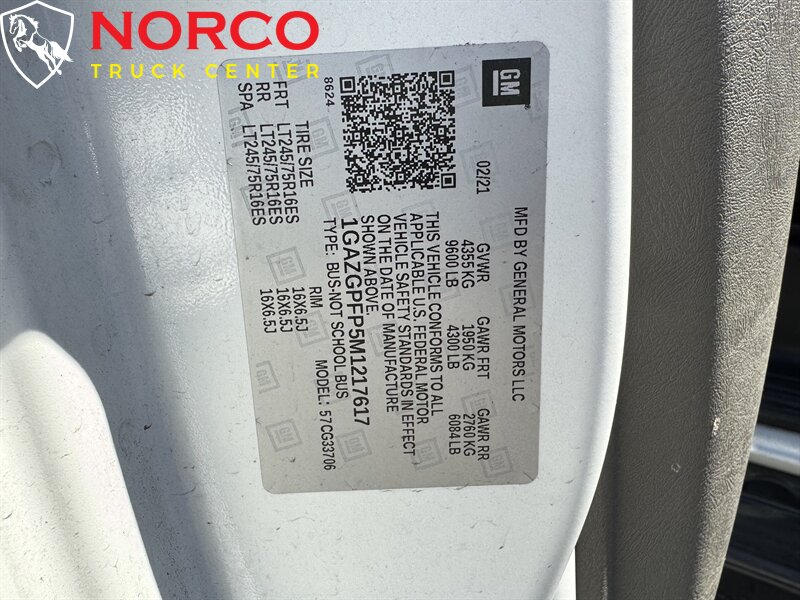 NORCO
TRUCK CENTER
GM
MFD BY GENERAL MOTORS LLC
02/21
GVWR GAWR FRT GAWR RR
4355 KG 1950 KG 2760 KG
9600 LB 4300 LB 6084 LB
THIS VEHICLE CONFORMS TO ALL
APPLICABLE U.S. FEDERAL MOTOR
VEHICLE SAFETY STANDARDS IN EFFECT
ON THE DATE OF MANUFACTURE
SHOWN ABOVE.
1GAZGPFP5M1217617
TYPE: BUS-NOT SCHOOL BUS
8624 MODEL: 57CG33706
TIRE SIZE RIM
FRT LT245/75R16ES 16X6.5J
RR LT245/75R16ES 16X6.5J
SPA LT245/75R16ES 16X6.5J